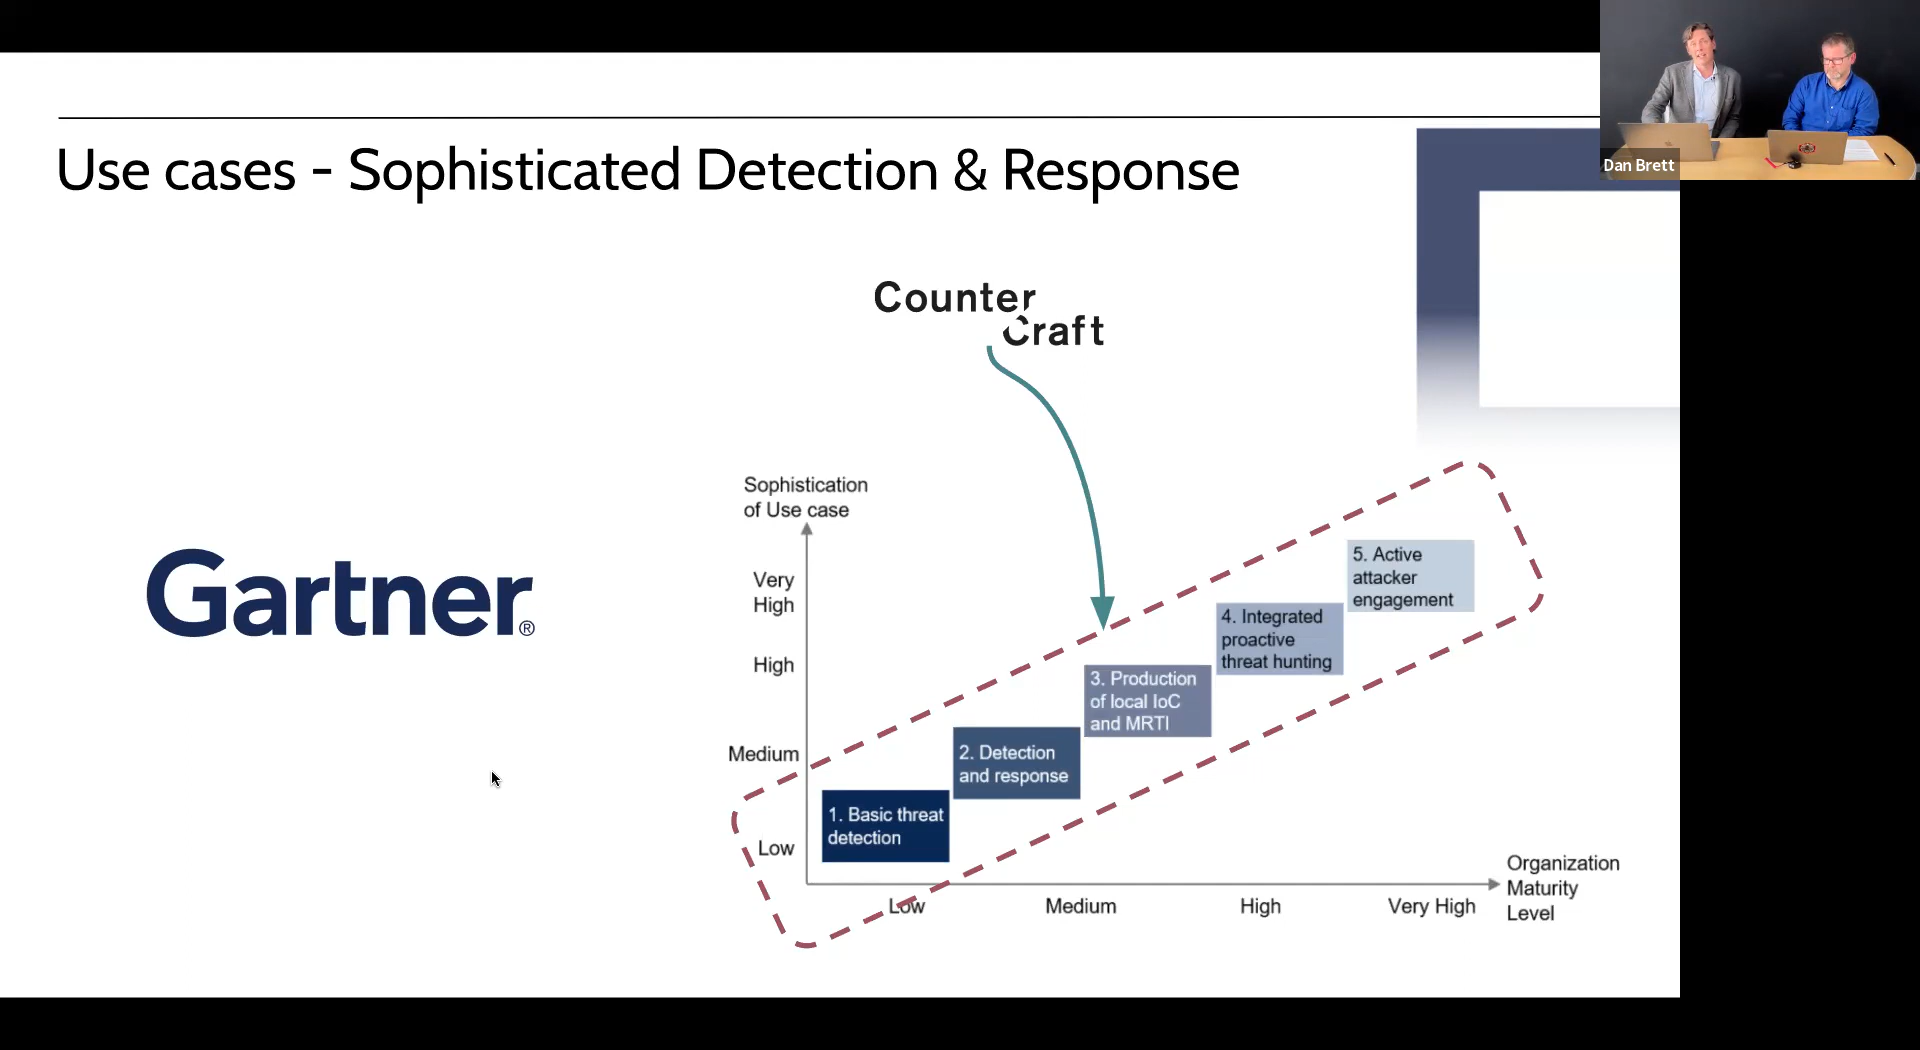 Use cases - Sophisticated Detection & Response
Dan Brett
Counter
Craft
Gartner®
Sophistication
of Use case
Very
High
High
Medium
Low
5. Active
attacker
engagement
4. Integrated
proactive
threat hunting
3. Production
of local IoC
and MRTI
2. Detection
and response
1. Basic threat
detection
Low
Medium
High
Very High
Organization
Maturity
Level